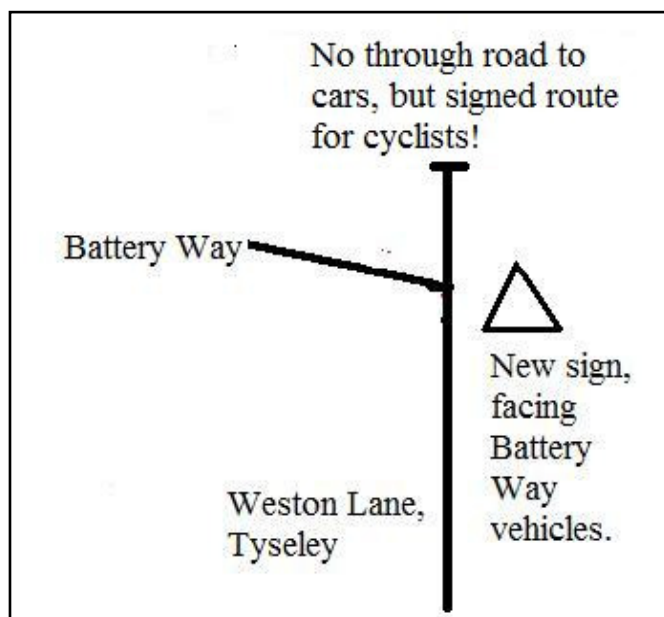 No through road to
cars, but signed route
for cyclists!
Battery Way
New sign,
facing
Battery
Way
vehicles.
Weston Lane,
Tyseley